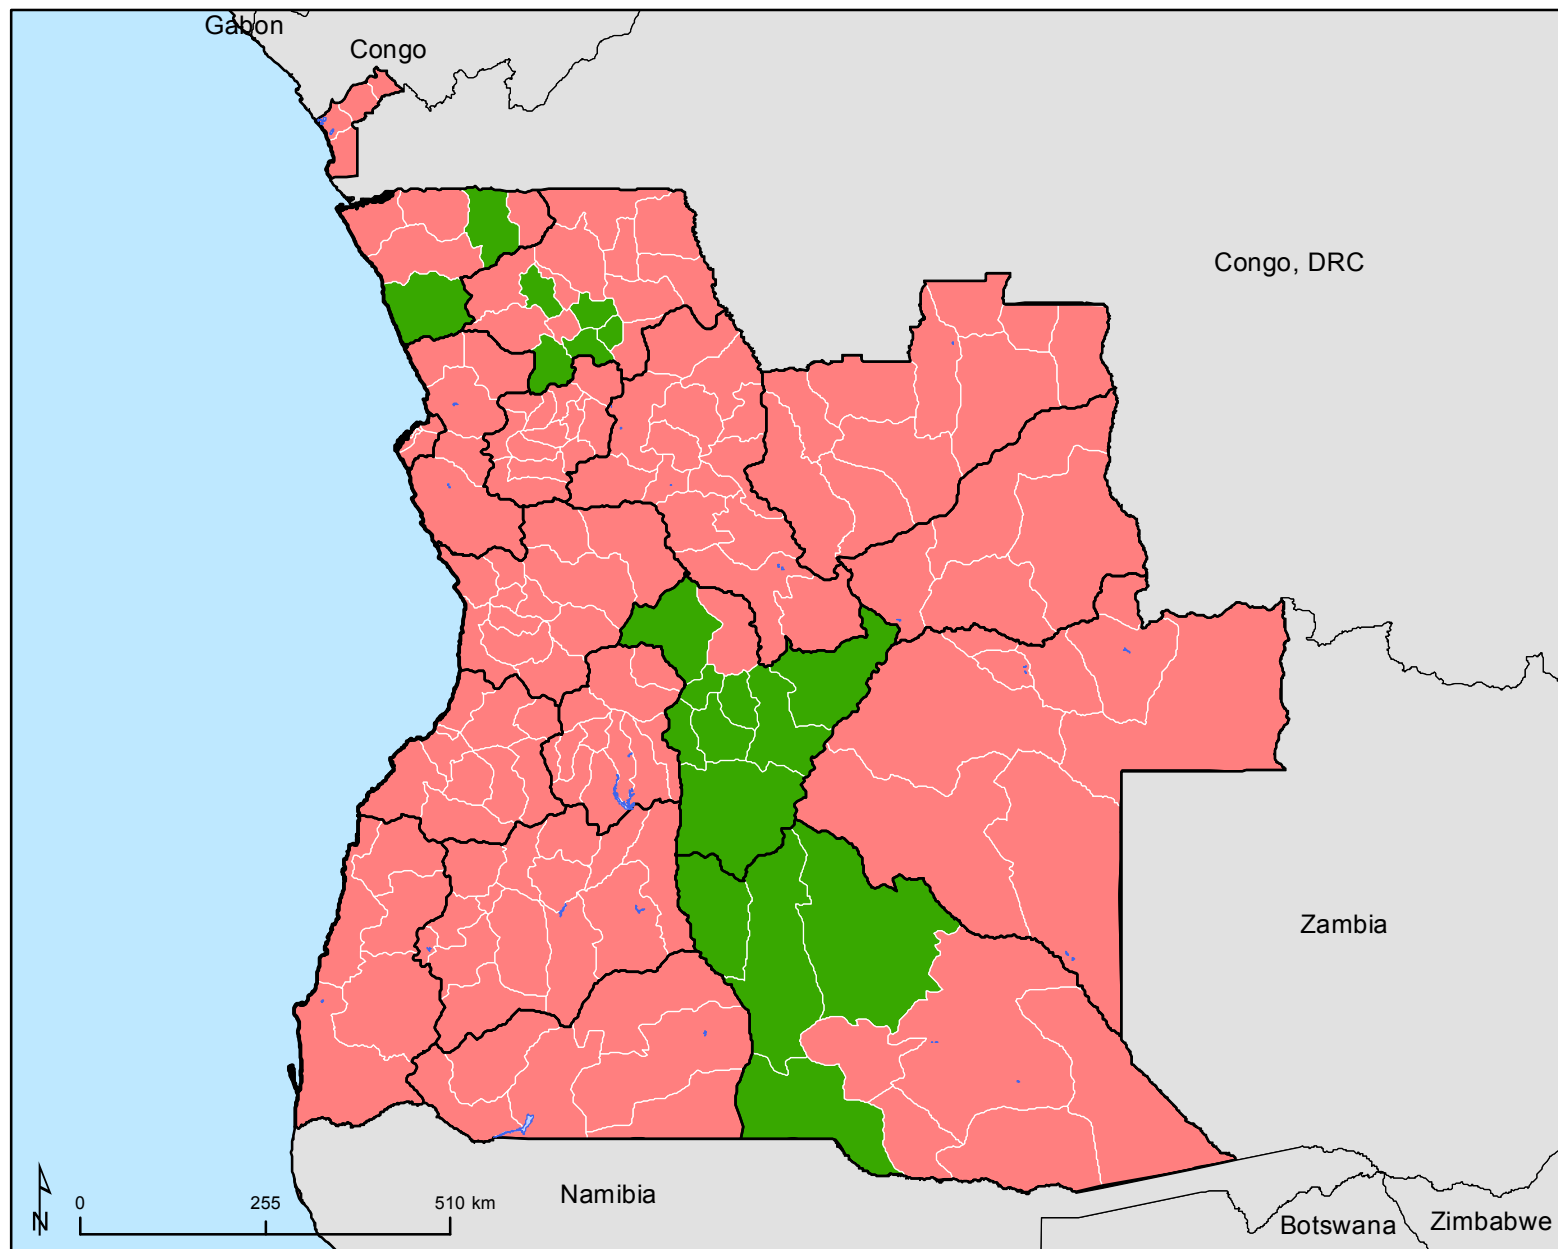 Gabon
Congo
Congo, DRC
Zambia
Namibia
Botswana
Zimbabwe
N
0 255 510 km